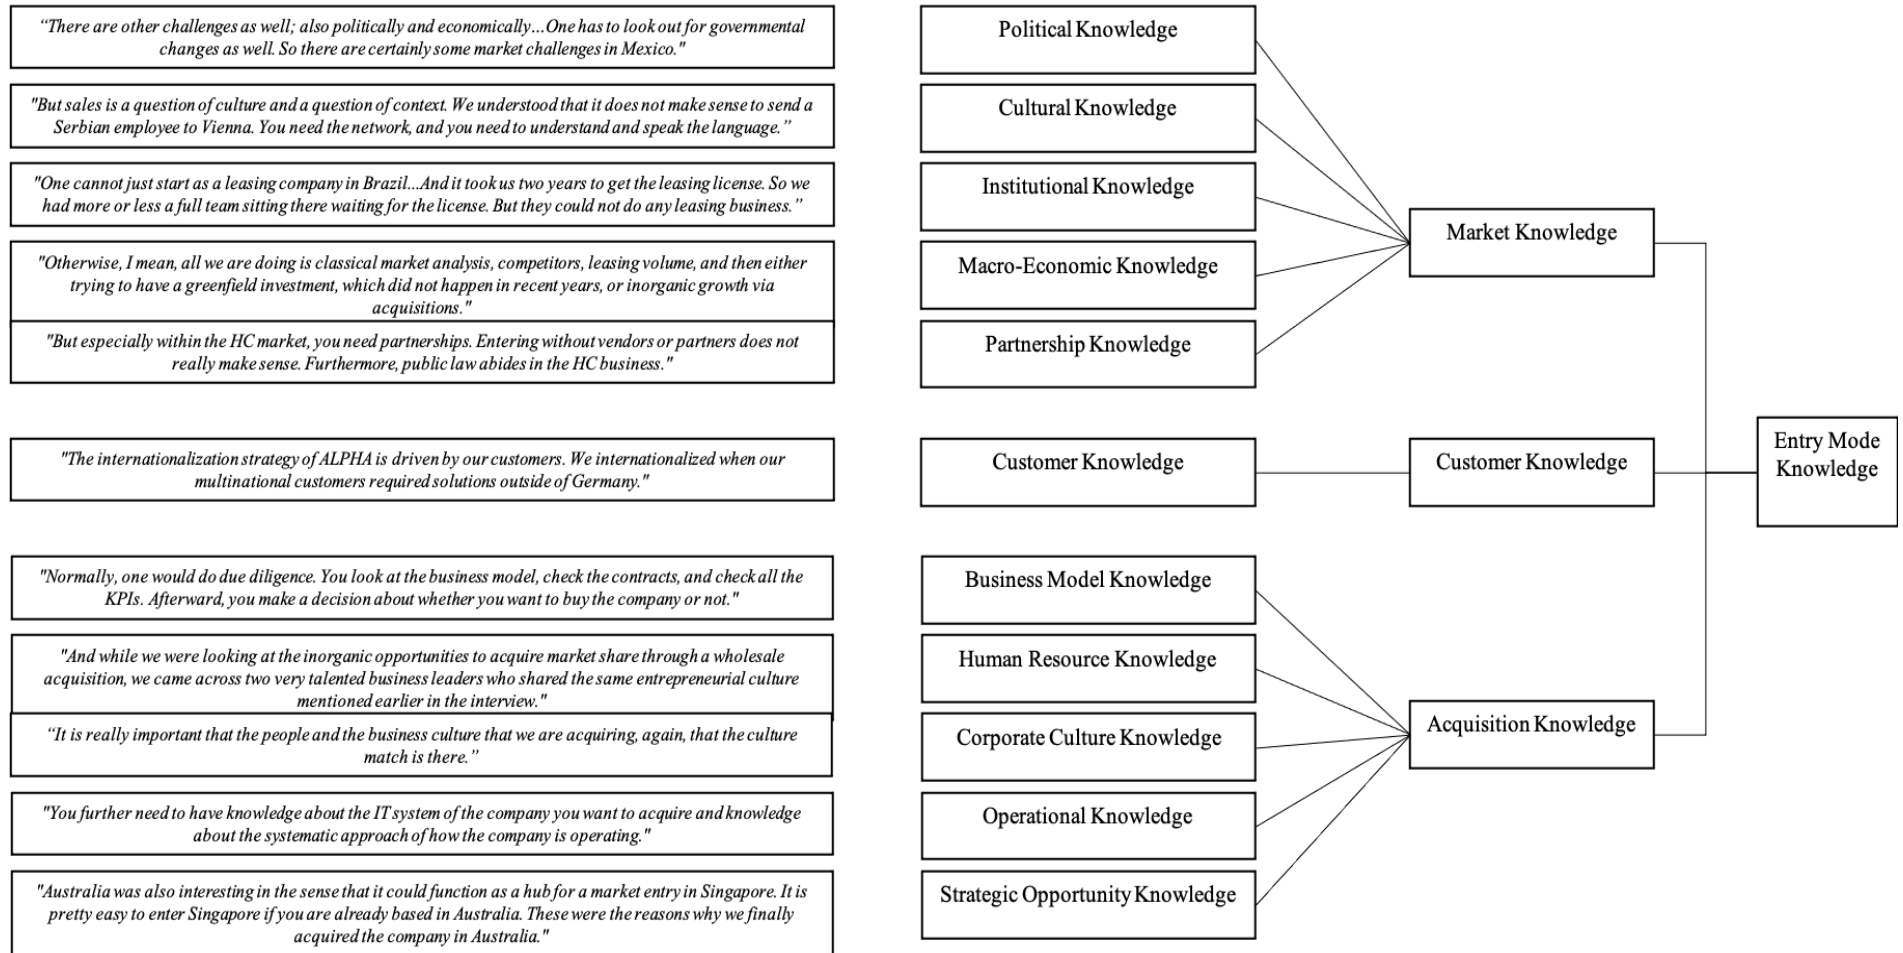 “There are other challenges as well; also politically and economically…One has to look out for governmental
changes as well. So there are certainly some market challenges in Mexico."
Political Knowledge
"But sales is a question of culture and a question of context. We understood that it does not make sense to send a
Serbian employee to Vienna. You need the network, and you need to understand and speak the language.”
Cultural Knowledge
"One cannot just start as a leasing company in Brazil...And it took us two years to get the leasing license. So we
had more or less a full team sitting there waiting for the license. But they could not do any leasing business.”
Institutional Knowledge
"Otherwise, I mean, all we are doing is classical market analysis, competitors, leasing volume, and then either
trying to have a greenfield investment, which did not happen in recent years, or inorganic growth via
acquisitions."
Macro-Economic Knowledge
"But especially within the HC market, you need partnerships. Entering without vendors or partners does not
really make sense. Furthermore, public law abides in the HC business."
Partnership Knowledge
Market Knowledge
"The internationalization strategy of ALPHA is driven by our customers. We internationalized when our
multinational customers required solutions outside of Germany."
Customer Knowledge
Customer Knowledge
Entry Mode
Knowledge
"Normally, one would do due diligence. You look at the business model, check the contracts, and check all the
KPIs. Afterward, you make a decision about whether you want to buy the company or not."
Business Model Knowledge
"And while we were looking at the inorganic opportunities to acquire market share through a wholesale
acquisition, we came across two very talented business leaders who shared the same entrepreneurial culture
mentioned earlier in the interview."
Human Resource Knowledge
“It is really important that the people and the business culture that we are acquiring, again, that the culture
match is there.”
Corporate Culture Knowledge
"You further need to have knowledge about the IT system of the company you want to acquire and knowledge
about the systematic approach of how the company is operating."
Operational Knowledge
"Australia was also interesting in the sense that it could function as a hub for a market entry in Singapore. It is
pretty easy to enter Singapore if you are already based in Australia. These were the reasons why we finally
acquired the company in Australia."
Strategic Opportunity Knowledge
Acquisition Knowledge